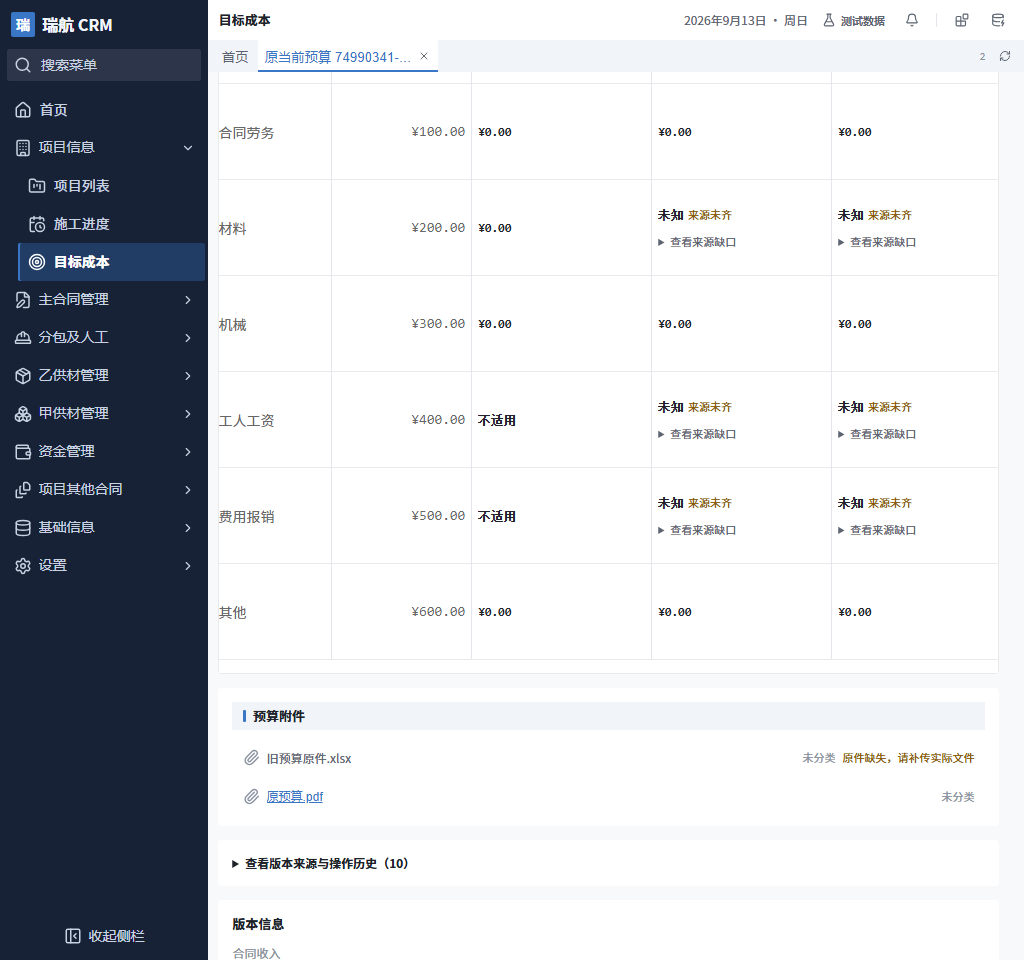 瑞 瑞航 CRM
搜索菜单
首页
项目信息
项目列表
施工进度
目标成本
主合同管理
分包及人工
乙供材管理
甲供材管理
资金管理
项目其他合同
基础信息
设置
收起侧栏
目标成本
2026年9月13日 · 周日 测试数据
首页 原当前预算 74990341-... 2
合同劳务 ¥100.00 ¥0.00 ¥0.00 ¥0.00
材料 ¥200.00 ¥0.00 未知 来源未齐 未知 来源未齐
查看来源缺口 查看来源缺口
机械 ¥300.00 ¥0.00 ¥0.00 ¥0.00
工人工资 ¥400.00 不适用 未知 来源未齐 未知 来源未齐
查看来源缺口 查看来源缺口
费用报销 ¥500.00 不适用 未知 来源未齐 未知 来源未齐
查看来源缺口 查看来源缺口
其他 ¥600.00 ¥0.00 ¥0.00 ¥0.00
预算附件
旧预算原件.xlsx 未分类 原件缺失，请补传实际文件
原预算.pdf 未分类
查看版本来源与操作历史（10）
版本信息
合同收入